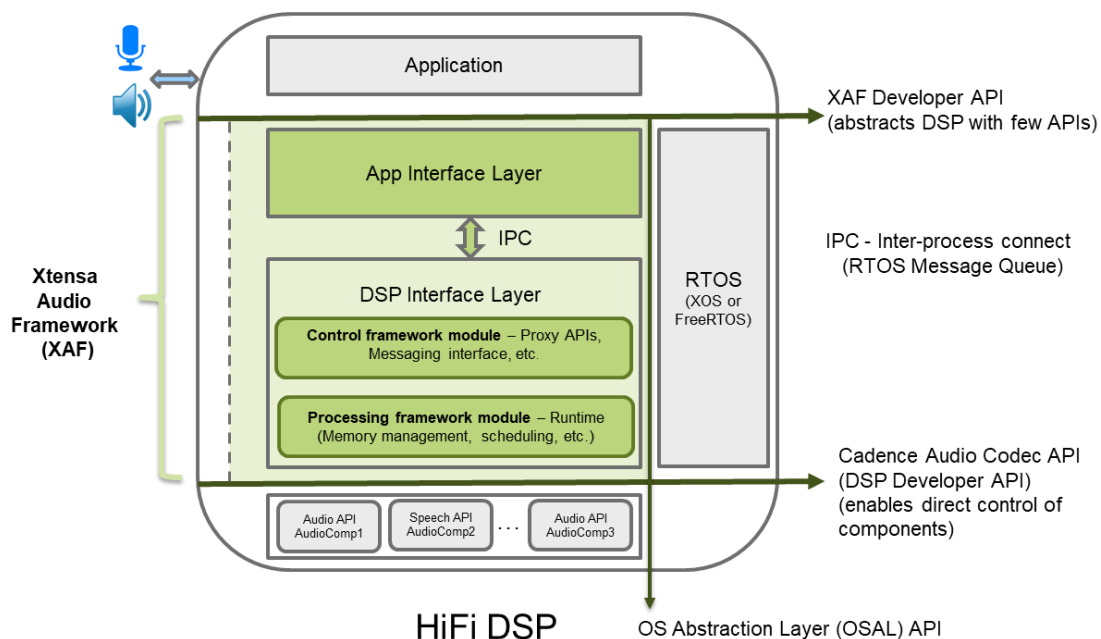 Application
XAF Developer API
(abstracts DSP with few APIs)
App Interface Layer
IPC
IPC - Inter-process connect
(RTOS Message Queue)
Xtensa
Audio
Framework
(XAF)
DSP Interface Layer
Control framework module – Proxy APIs,
Messaging interface, etc.
Processing framework module – Runtime
(Memory management, scheduling, etc.)
RTOS
(XOS or
FreeRTOS)
Cadence Audio Codec API
(DSP Developer API)
(enables direct control of
components)
Audio API
AudioComp1
Speech API
AudioComp2
...
Audio API
AudioComp3
HiFi DSP
OS Abstraction Layer (OSAL) API